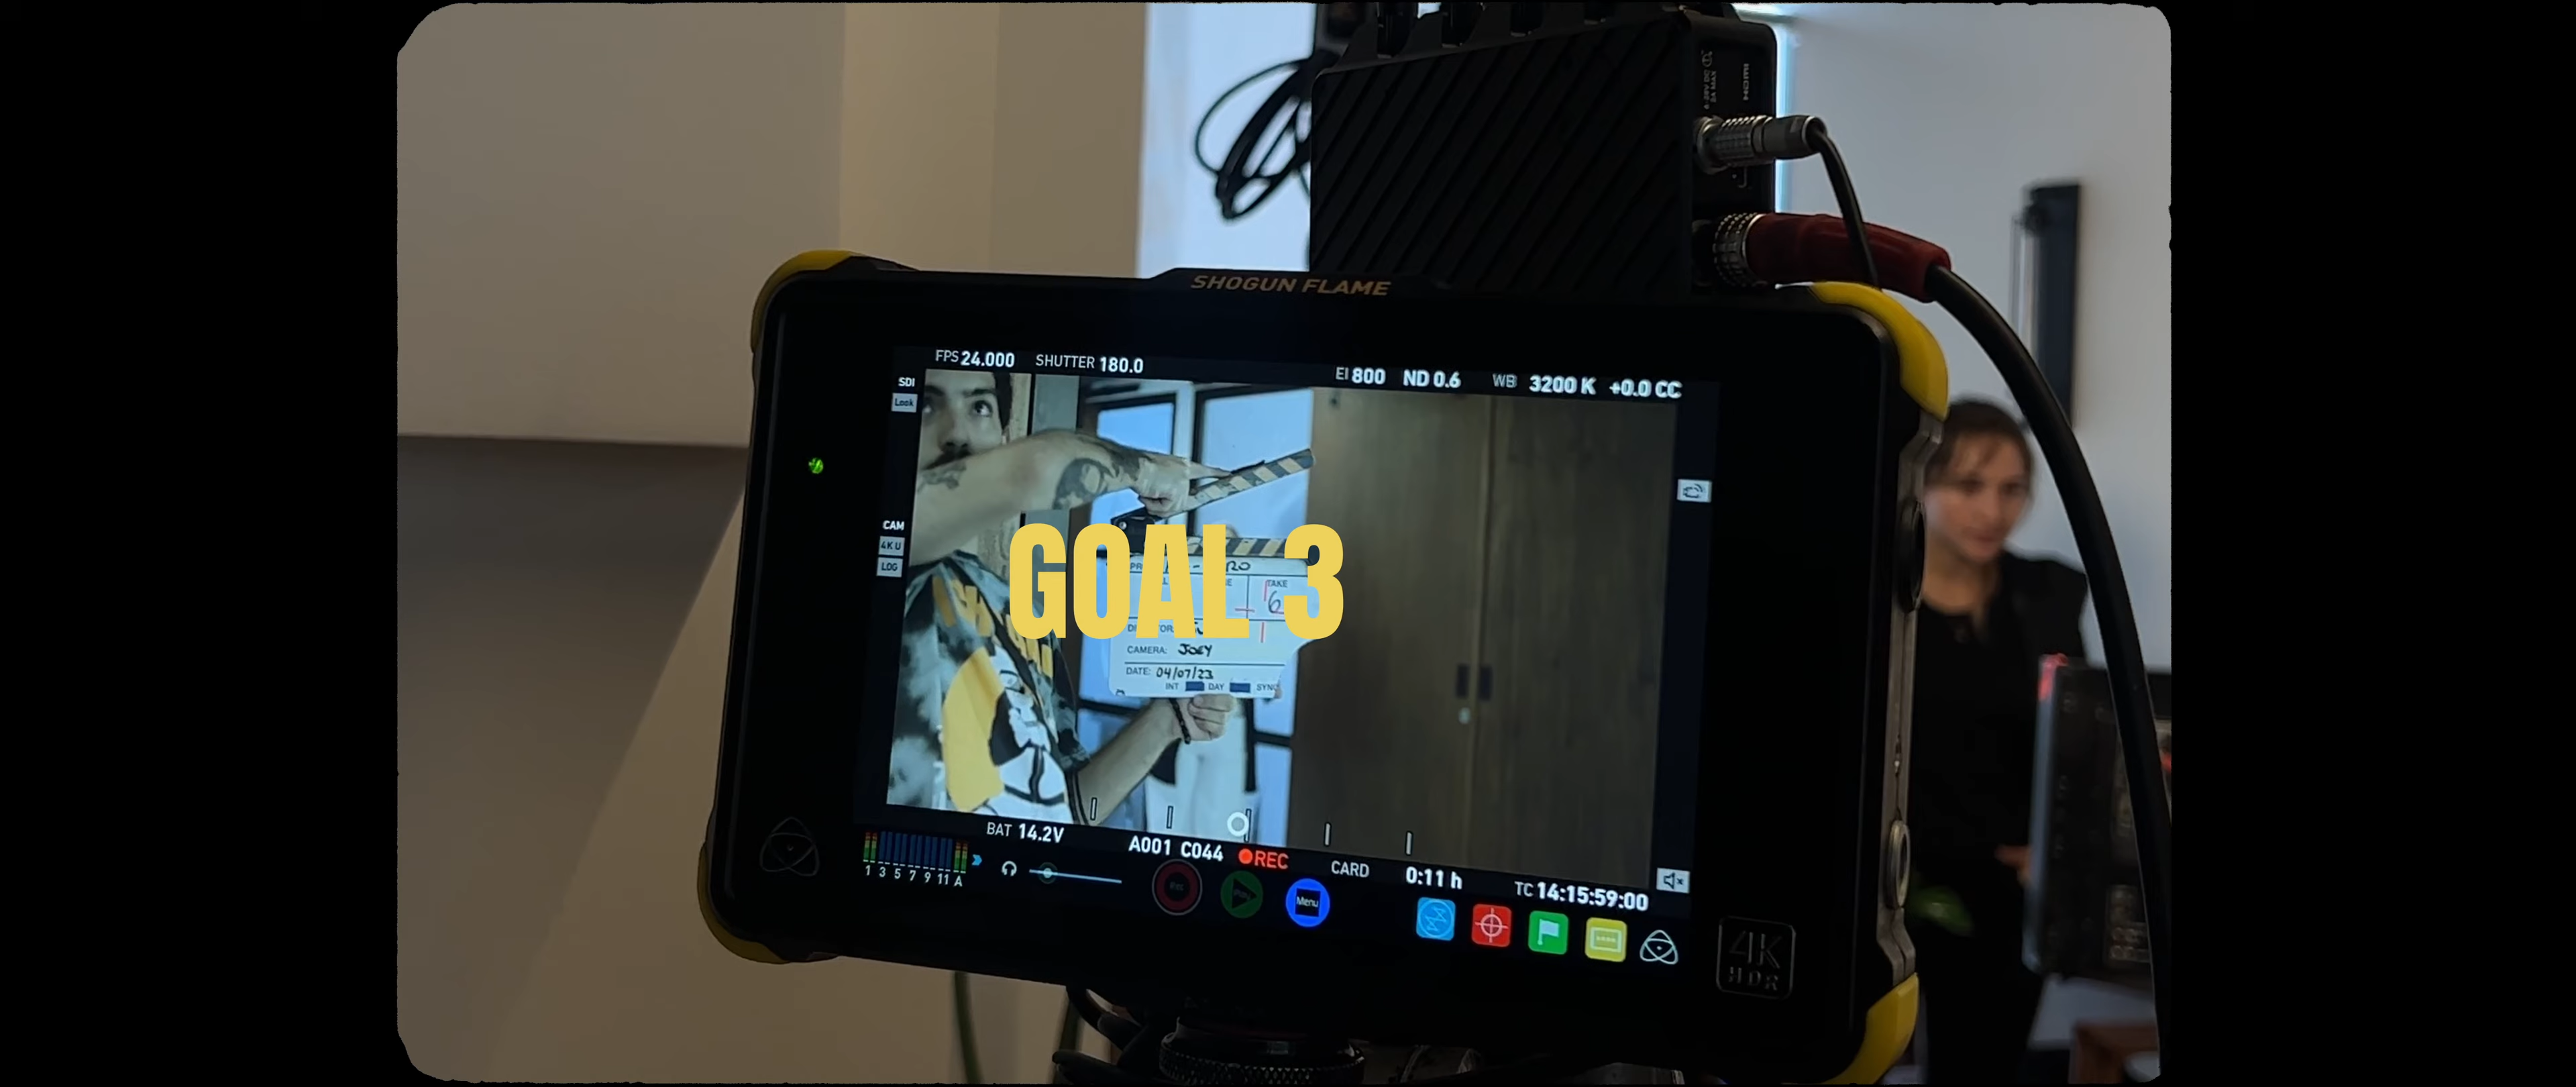 SHOGUN FLAME
FPS 24.000 SHUTTER 180.0 EI 800 ND 0.6 WB 3200 K +0.0 CC
SDI
Look
CAM
4K U
LOG
GOAL 3
TAKE
6
CAMERA: JOEY
DATE: 04/07/23
INT DAY SYNC
BAT 14.2V A001 C044 REC CARD 0:11 h TC 14:15:59:00
1 3 5 7 9 11 A
Rec Play Menu
4K
HDR